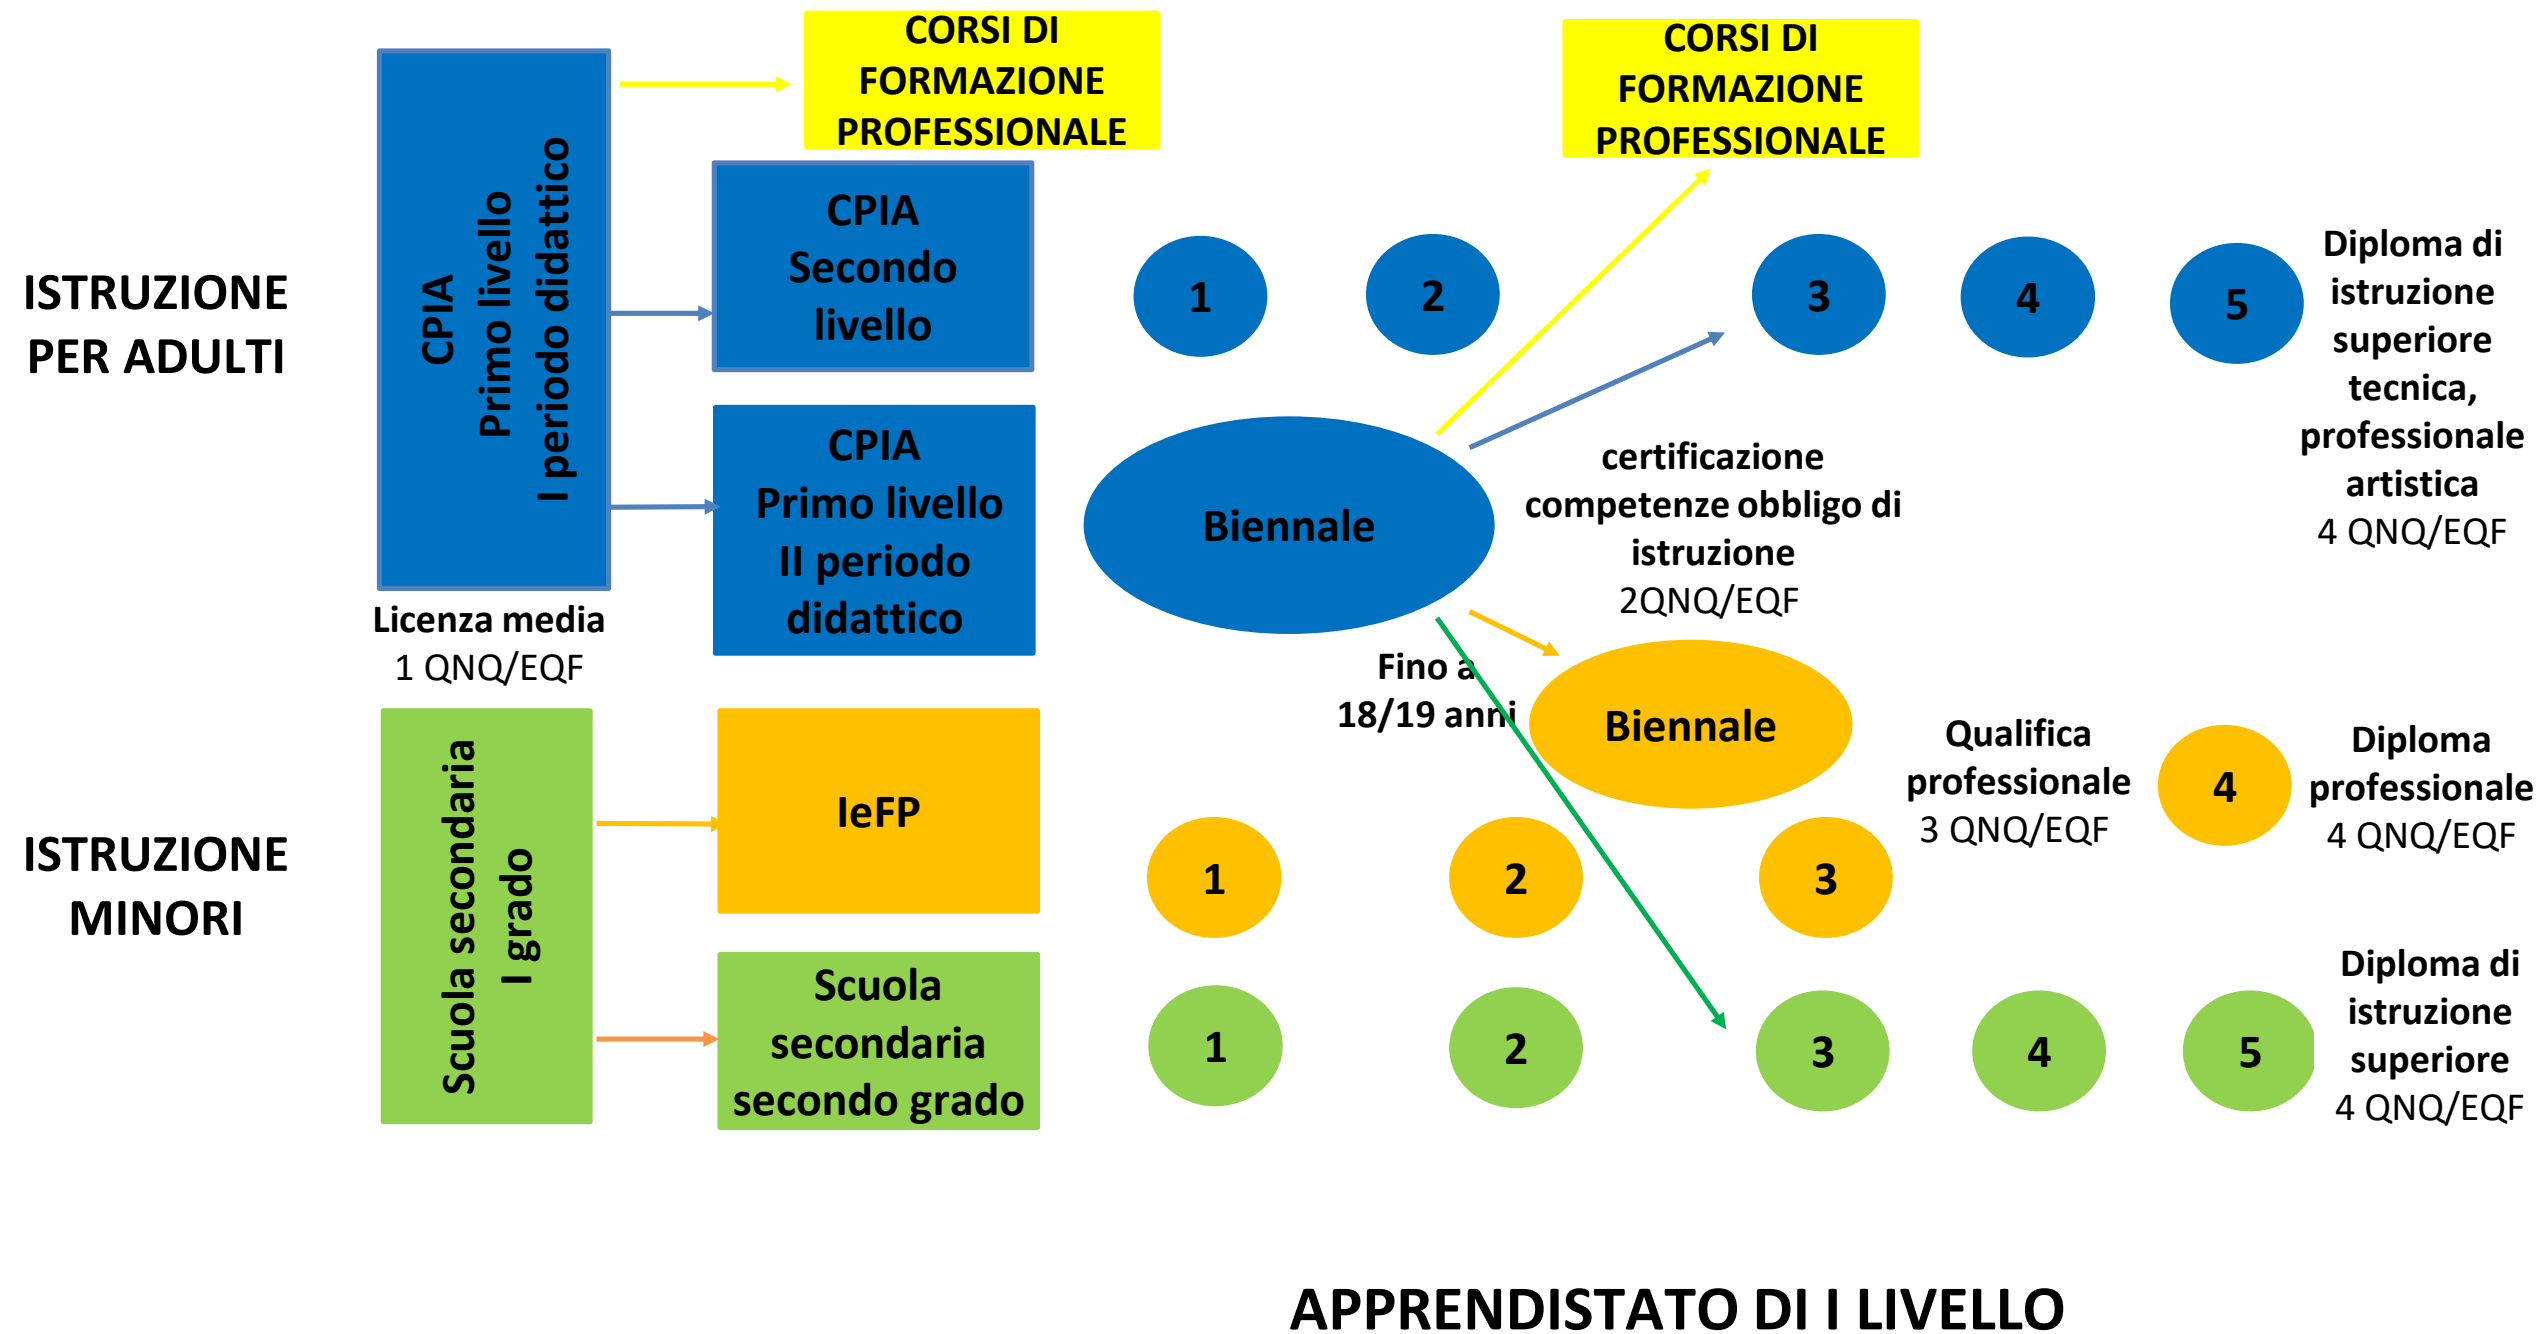 CORSI DI
FORMAZIONE
PROFESSIONALE
CORSI DI
FORMAZIONE
PROFESSIONALE
ISTRUZIONE
PER ADULTI
CPIA
Primo livello
I periodo didattico
CPIA
Secondo
livello
1
2
3
4
5
Diploma di
istruzione
superiore
tecnica,
professionale
artistica
4 QNQ/EQF
CPIA
Primo livello
II periodo
didattico
Biennale
certificazione
competenze obbligo di
istruzione
2QNQ/EQF
Licenza media
1 QNQ/EQF
Fino a
18/19 anni
Biennale
ISTRUZIONE
MINORI
Scuola secondaria
I grado
IeFP
1
2
3
Qualifica
professionale
3 QNQ/EQF
4
Diploma
professionale
4 QNQ/EQF
Scuola
secondaria
secondo grado
1
2
3
4
5
Diploma di
istruzione
superiore
4 QNQ/EQF
APPRENDISTATO DI I LIVELLO